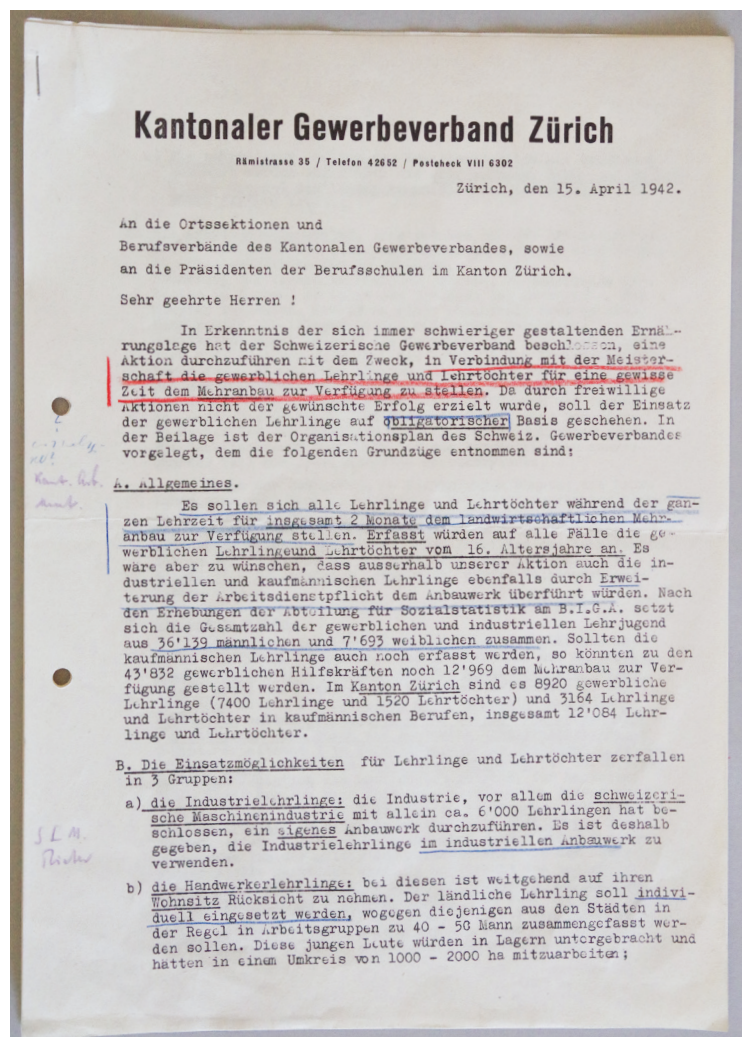 Kantonaler Gewerbeverband Zürich
Rämistrasse 35 / Telefon 42652 / Postcheck VIII 6302
Zürich, den 15. April 1942.
An die Ortssektionen und
Berufsverbände des Kantonalen Gewerbeverbandes, sowie
an die Präsidenten der Berufsschulen im Kanton Zürich.
Sehr geehrte Herren !
In Erkenntnis der sich immer schwieriger gestaltenden Ernäh-
rungslage hat der Schweizerische Gewerbeverband beschlossen, eine
Aktion durchzuführen mit dem Zweck, in Verbindung mit der Meister-
schaft die gewerblichen Lehrlinge und Lehrtöchter für eine gewisse
Zeit dem Mehranbau zur Verfügung zu stellen. Da durch freiwillige
Aktionen nicht der gewünschte Erfolg erzielt wurde, soll der Einsatz
der gewerblichen Lehrlinge auf obligatorischer Basis geschehen. In
der Beilage ist der Organisationsplan des Schweiz. Gewerbeverbandes
vorgelegt, dem die folgenden Grundzüge entnommen sind:
A. Allgemeines.
Es sollen sich alle Lehrlinge und Lehrtöchter während der gan-
zen Lehrzeit für insgesamt 2 Monate dem landwirtschaftlichen Mehr-
anbau zur Verfügung stellen. Erfasst würden auf alle Fälle die ge-
werblichen Lehrlingeund Lehrtöchter vom 16. Altersjahre an. Es
wäre aber zu wünschen, dass ausserhalb unserer Aktion auch die in-
dustriellen und kaufmännischen Lehrlinge ebenfalls durch Erwei-
terung der Arbeitsdienstpflicht dem Anbauwerk überführt würden. Nach
den Erhebungen der Abteilung für Sozialstatistik am B.I.G.A. setzt
sich die Gesamtzahl der gewerblichen und industriellen Lehrjugend
aus 36'139 männlichen und 7'693 weiblichen zusammen. Sollten die
kaufmännischen Lehrlinge auch noch erfasst werden, so könnten zu den
43'832 gewerblichen Hilfskräften noch 12'969 dem Mehranbau zur Ver-
fügung gestellt werden. Im Kanton Zürich sind es 8920 gewerbliche
Lehrlinge (7400 Lehrlinge und 1520 Lehrtöchter) und 3164 Lehrlinge
und Lehrtöchter in kaufmännischen Berufen, insgesamt 12'084 Lehr-
linge und Lehrtöchter.
B. Die Einsatzmöglichkeiten für Lehrlinge und Lehrtöchter zerfallen
in 3 Gruppen:
a) die Industrielehrlinge: die Industrie, vor allem die schweizeri-
sche Maschinenindustrie mit allein ca. 6'000 Lehrlingen hat be-
schlossen, ein eigenes Anbauwerk durchzuführen. Es ist deshalb
gegeben, die Industrielehrlinge im industriellen Anbauwerk zu
verwenden.
S L M.
b) die Handwerkerlehrlinge: bei diesen ist weitgehend auf ihren
Wohnsitz Rücksicht zu nehmen. Der ländliche Lehrling soll indivi-
duell eingesetzt werden, wogegen diejenigen aus den Städten in
der Regel in Arbeitsgruppen zu 40 - 50 Mann zusammengefasst wer-
den sollen. Diese jungen Leute würden in Lagern untergebracht und
hätten in einem Umkreis von 1000 - 2000 ha mitzuarbeiten;